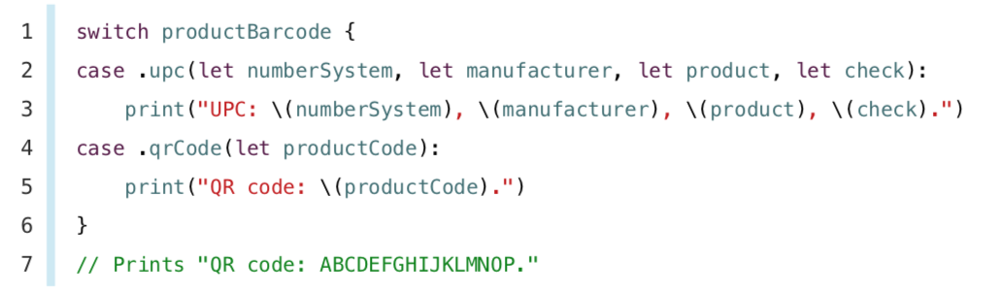 1 switch productBarcode {
2 case .upc(let numberSystem, let manufacturer, let product, let check):
3     print("UPC: \(numberSystem), \(manufacturer), \(product), \(check).")
4 case .qrCode(let productCode):
5     print("QR code: \(productCode).")
6 }
7 // Prints "QR code: ABCDEFGHIJKLMNOP."